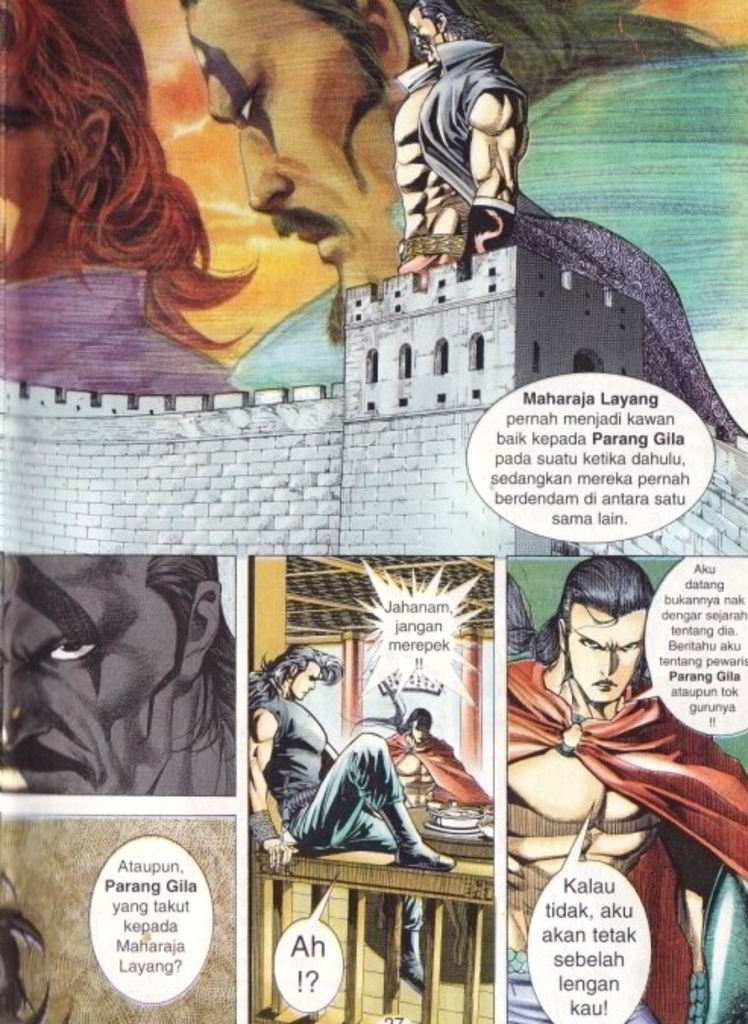 Maharaja Layang
pernah menjadi kawan
baik kepada Parang Gila
pada suatu ketika dahulu,
sedangkan mereka pernah
berdendam di antara satu
sama lain.
Ataupun,
Parang Gila
yang takut
kepada
Maharaja
Layang?
Jahanam,
jangan
merepek
!!
Ah
!?
Aku
datang
bukannya nak
dengar sejarah
tentang dia.
Beritahu aku
tentang pewaris
Parang Gila
ataupun tok
gurunya
!!
Kalau
tidak, aku
akan tetak
sebelah
lengan
kau!
27